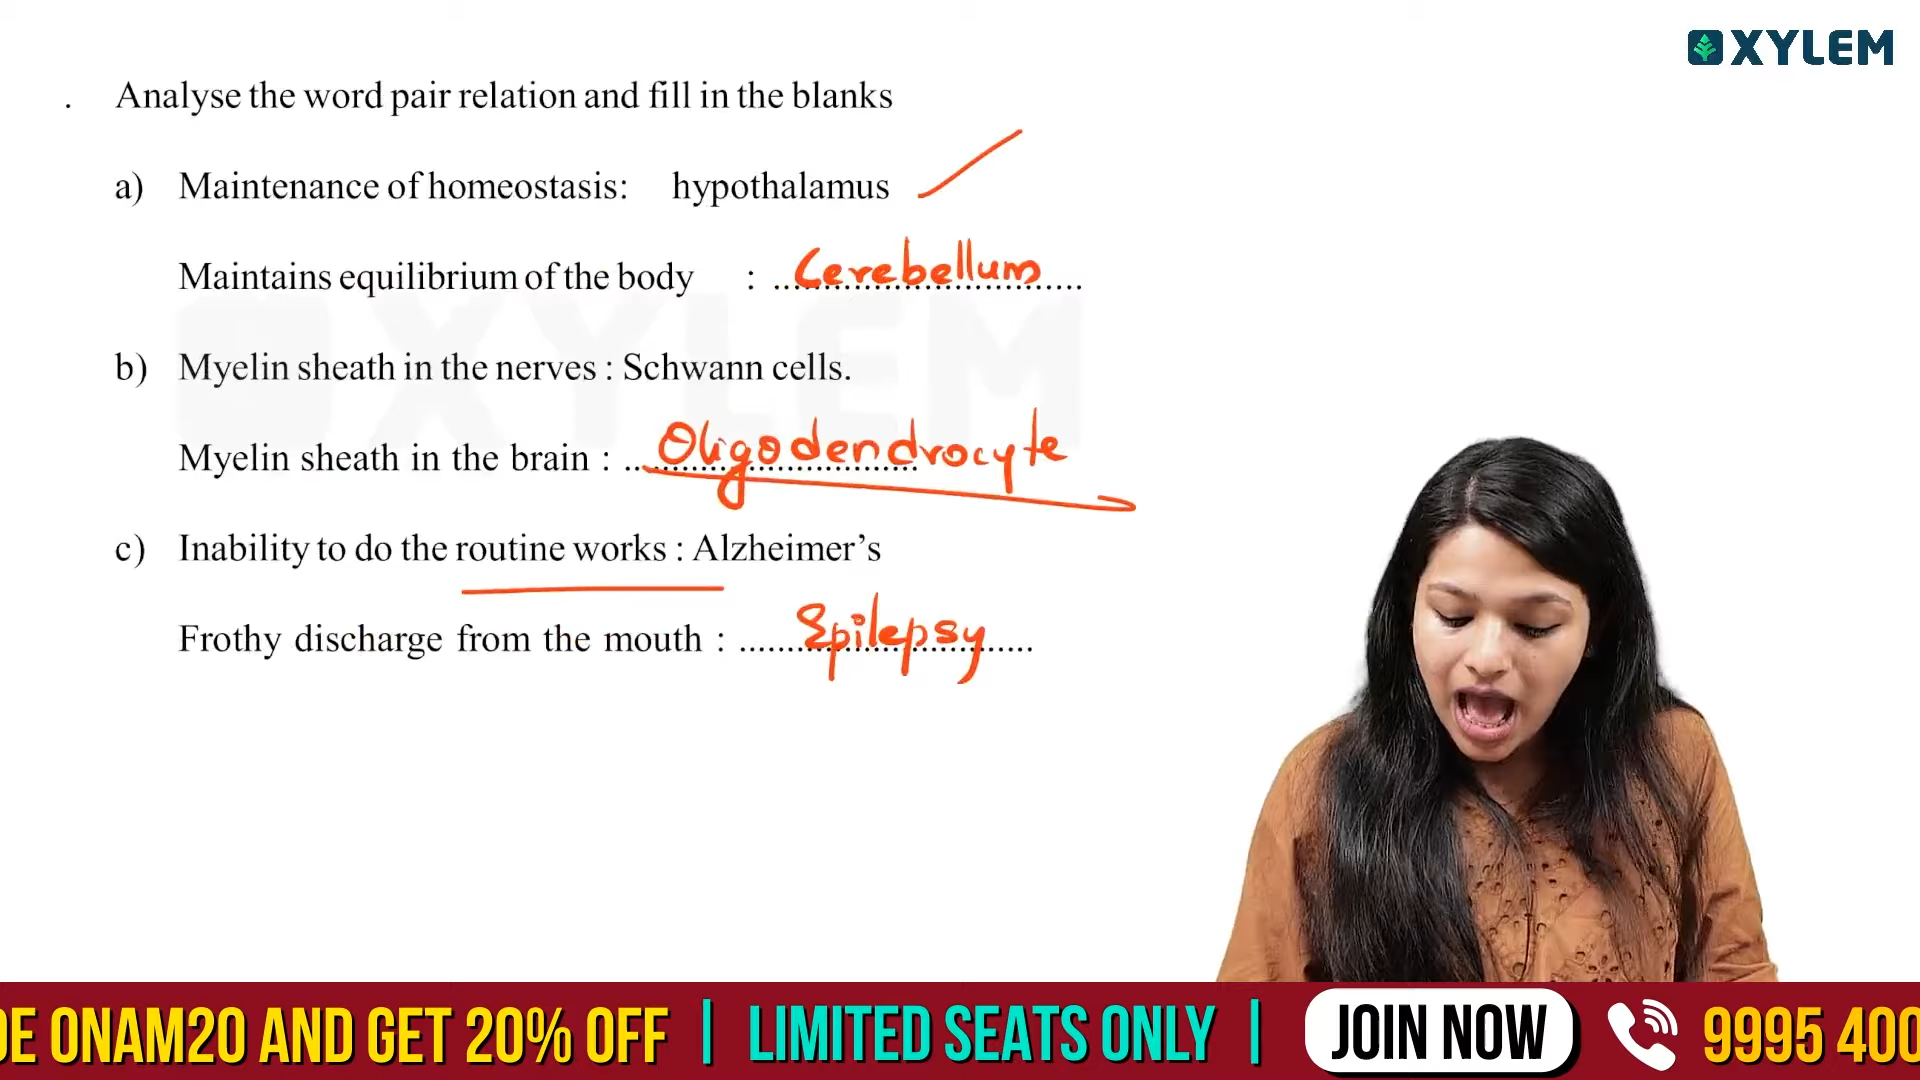 XYLEM
. Analyse the word pair relation and fill in the blanks
a) Maintenance of homeostasis: hypothalamus
Maintains equilibrium of the body : Cerebellum
b) Myelin sheath in the nerves : Schwann cells.
Myelin sheath in the brain : Oligodendrocyte
c) Inability to do the routine works : Alzheimer’s
Frothy discharge from the mouth : Epilepsy
XYLEM
DE ONAM20 AND GET 20% OFF | LIMITED SEATS ONLY | JOIN NOW 9995 400